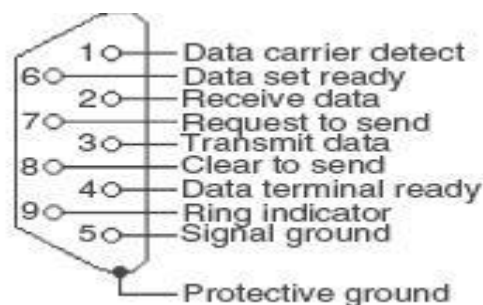 1 Data carrier detect
6 Data set ready
2 Receive data
7 Request to send
3 Transmit data
8 Clear to send
4 Data terminal ready
9 Ring indicator
5 Signal ground
Protective ground